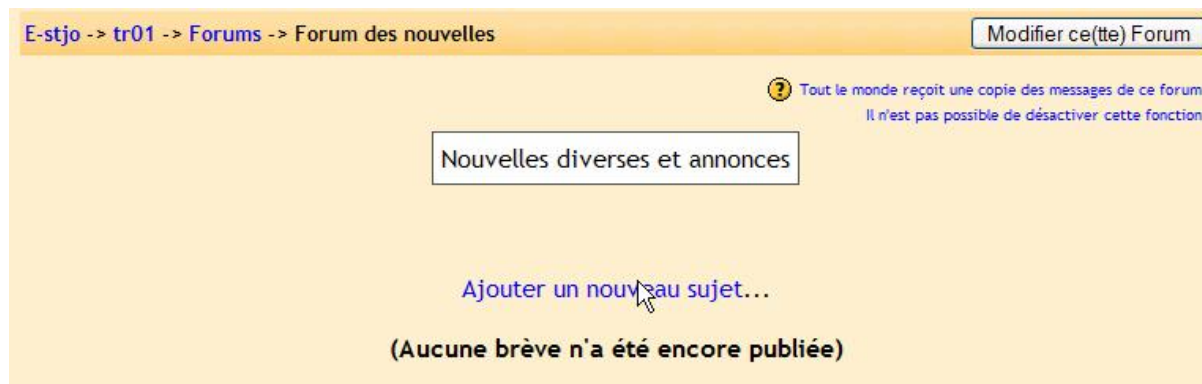 E-stjo -> tr01 -> Forums -> Forum des nouvelles
Modifier ce(tte) Forum
? Tout le monde reçoit une copie des messages de ce forum
Il n'est pas possible de désactiver cette fonction
Nouvelles diverses et annonces
Ajouter un nouveau sujet...
(Aucune brève n'a été encore publiée)